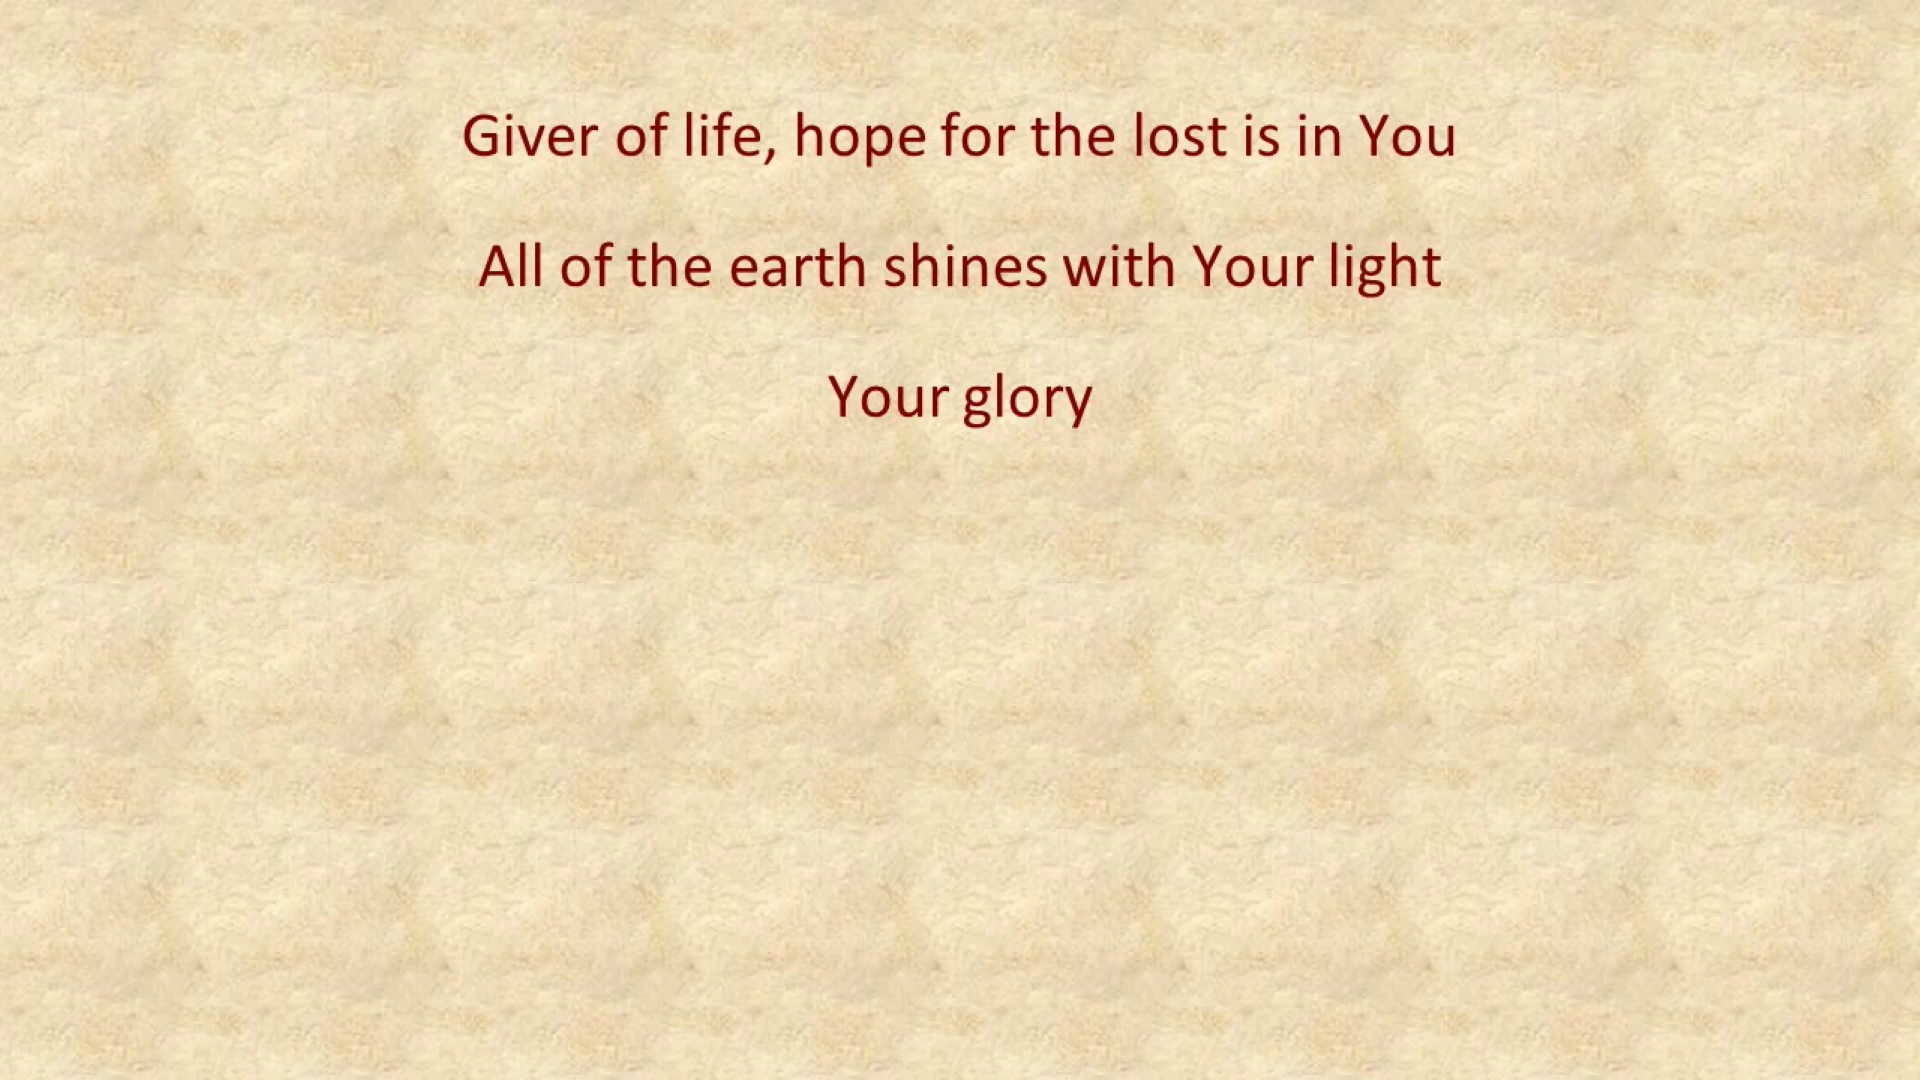 Giver of life, hope for the lost is in You
All of the earth shines with Your light
Your glory